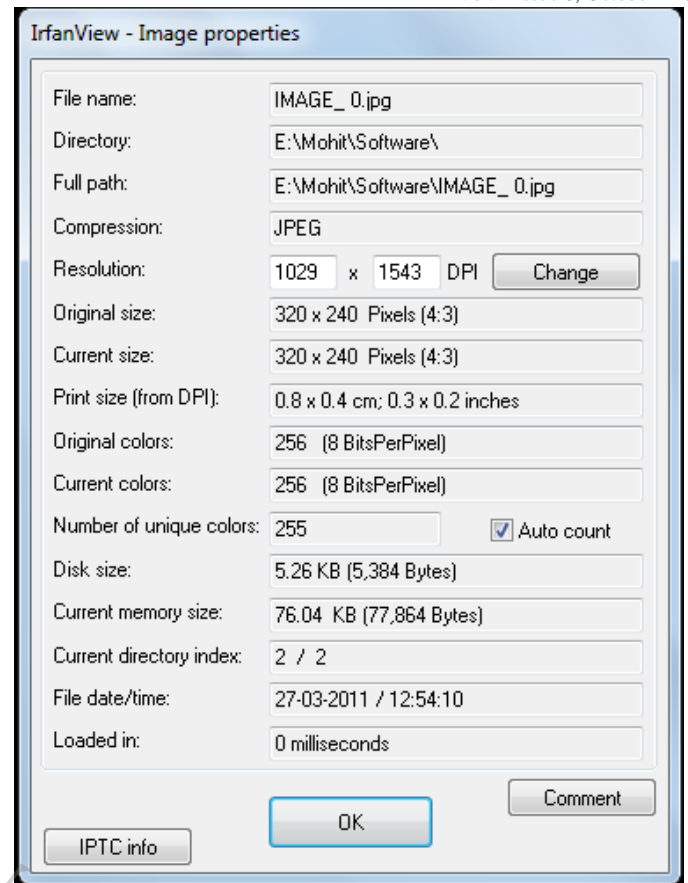 IrfanView - Image properties
File name: IMAGE_ 0.jpg
Directory: E:\Mohit\Software\
Full path: E:\Mohit\Software\IMAGE_ 0.jpg
Compression: JPEG
Resolution: 1029 x 1543 DPI Change
Original size: 320 x 240 Pixels (4:3)
Current size: 320 x 240 Pixels (4:3)
Print size (from DPI): 0.8 x 0.4 cm; 0.3 x 0.2 inches
Original colors: 256 (8 BitsPerPixel)
Current colors: 256 (8 BitsPerPixel)
Number of unique colors: 255 Auto count
Disk size: 5.26 KB (5,384 Bytes)
Current memory size: 76.04 KB (77,864 Bytes)
Current directory index: 2 / 2
File date/time: 27-03-2011 / 12:54:10
Loaded in: 0 milliseconds
Comment
OK
IPTC info